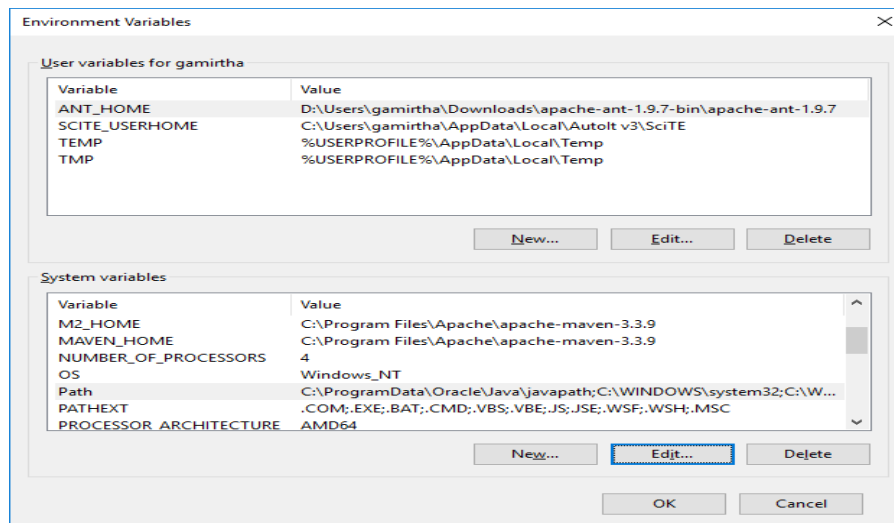 Environment Variables
User variables for gamirtha
Variable Value
ANT_HOME D:\Users\gamirtha\Downloads\apache-ant-1.9.7-bin\apache-ant-1.9.7
SCITE_USERHOME C:\Users\gamirtha\AppData\Local\AutoIt v3\SciTE
TEMP %USERPROFILE%\AppData\Local\Temp
TMP %USERPROFILE%\AppData\Local\Temp
New... Edit... Delete
System variables
Variable Value
M2_HOME C:\Program Files\Apache\apache-maven-3.3.9
MAVEN_HOME C:\Program Files\Apache\apache-maven-3.3.9
NUMBER_OF_PROCESSORS 4
OS Windows_NT
Path C:\ProgramData\Oracle\Java\javapath;C:\WINDOWS\system32;C:\W...
PATHEXT .COM;.EXE;.BAT;.CMD;.VBS;.VBE;.JS;.JSE;.WSF;.WSH;.MSC
PROCESSOR_ARCHITECTURE AMD64
New... Edit... Delete
OK Cancel